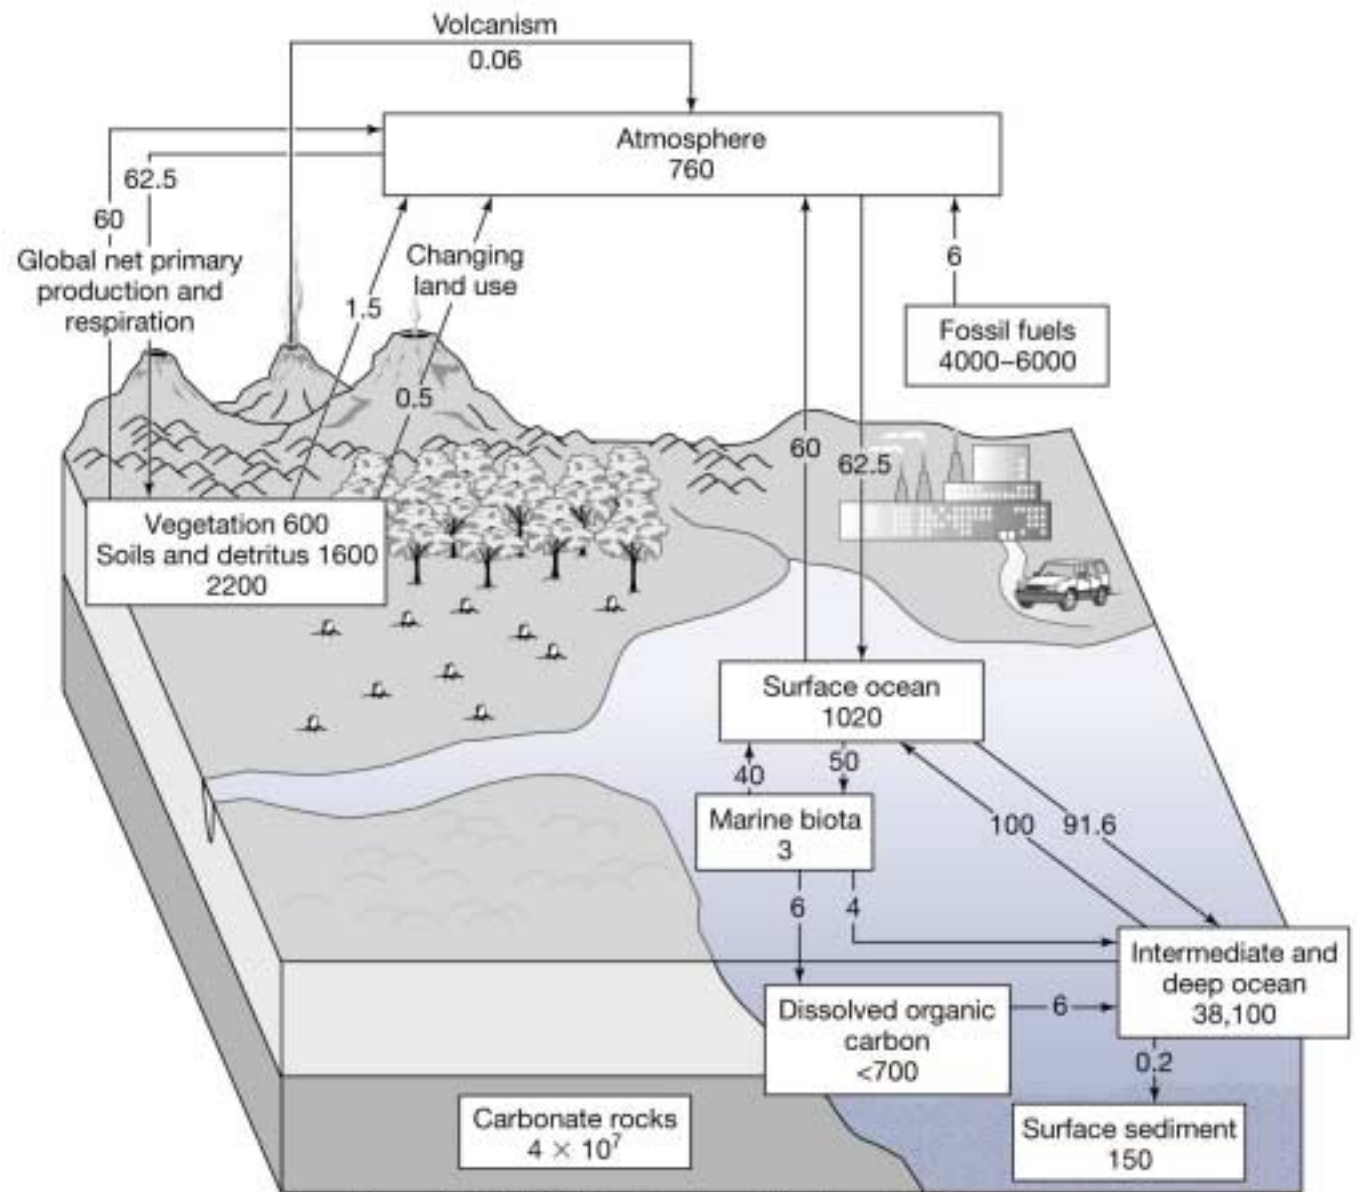 Volcanism
0.06
Atmosphere
760
62.5
60
Global net primary
production and
respiration
Changing
land use
1.5
0.5
6
Fossil fuels
4000–6000
60
62.5
Vegetation 600
Soils and detritus 1600
2200
Surface ocean
1020
40
50
Marine biota
3
100
91.6
6
4
Intermediate and
deep ocean
38,100
Dissolved organic
carbon
<700
6
0.2
Carbonate rocks
4 × 10⁷
Surface sediment
150